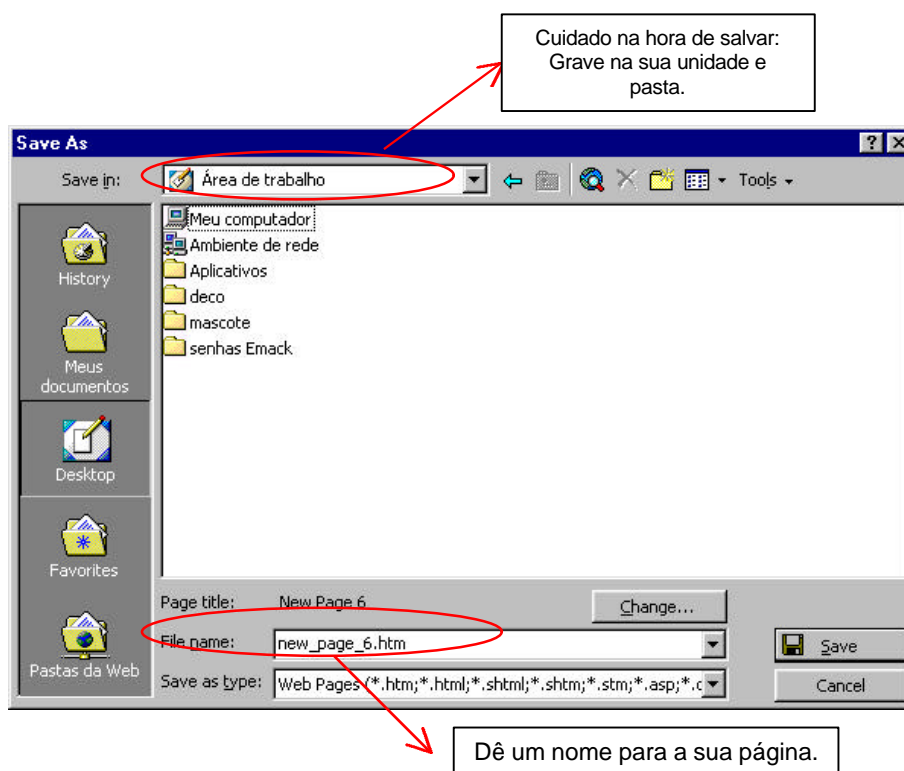 Cuidado na hora de salvar:
Grave na sua unidade e
pasta.
Save As
Save in:
Área de trabalho
Tools
Meu computador
Ambiente de rede
Aplicativos
deco
mascote
senhas Emack
History
Meus
documentos
Desktop
Favorites
Pastas da Web
Page title:
New Page 6
Change...
File name:
new_page_6.htm
Save
Save as type:
Web Pages (*.htm;*.html;*.shtml;*.shtm;*.stm;*.asp;*.c
Cancel
Dê um nome para a sua página.